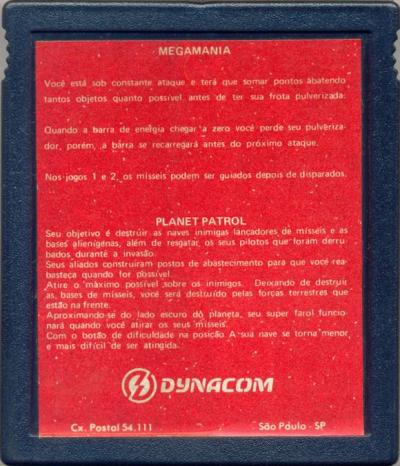 MEGAMANIA
Você está sob constante ataque e terá que somar pontos abatendo
tantos objetos quanto possível antes de ter sua frota pulverizada:
Quando a barra de energia chegar a zero você perde seu pulveriza-
dor, porém, a barra se recarregará antes do próximo ataque.
Nos jogos 1 e 2, os mísseis podem ser guiados depois de disparados.
PLANET PATROL
Seu objetivo é destruir as naves inimigas lançadores de mísseis e as
bases alienígenas, além de resgatar, os seus pilotos que foram derru-
bados durante a invasão.
Seus aliados construiram postos de abastecimento para que você rea-
basteça quando for possível.
Atire o máximo possível sobre os inimigos. Deixando de destruir
as bases de mísseis, você será destruído pelas forças terrestres que
estão na frente.
Aproximando-se do lado escuro do planeta, seu super farol funcio-
nará quando você atirar os seus mísseis.
Com o botão de dificuldade na posição A sua nave se torna menor
e mais difícil de ser atingida.
DYNACOM
Cx. Postal 54.111 São Paulo - SP